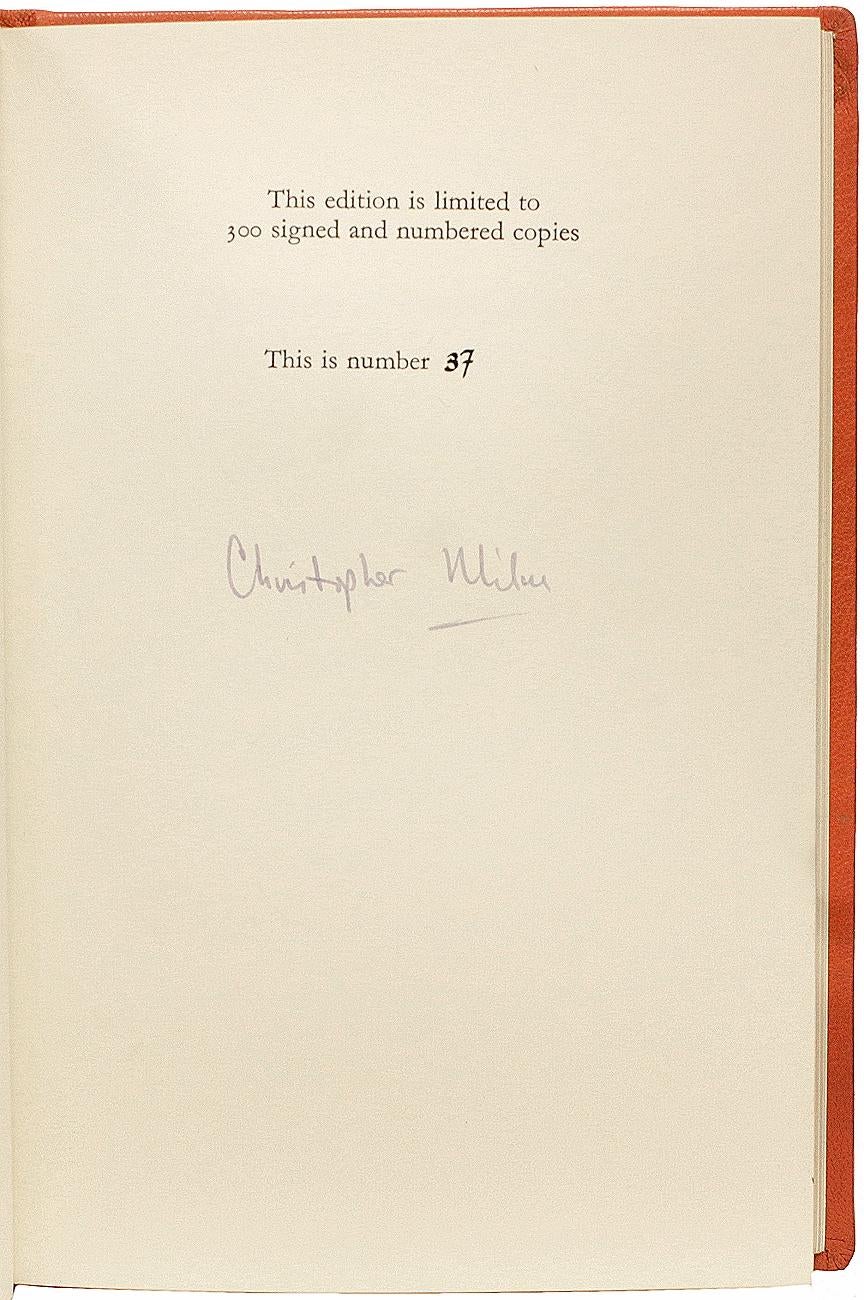 This edition is limited to
300 signed and numbered copies
This is number 37
Christopher Milne